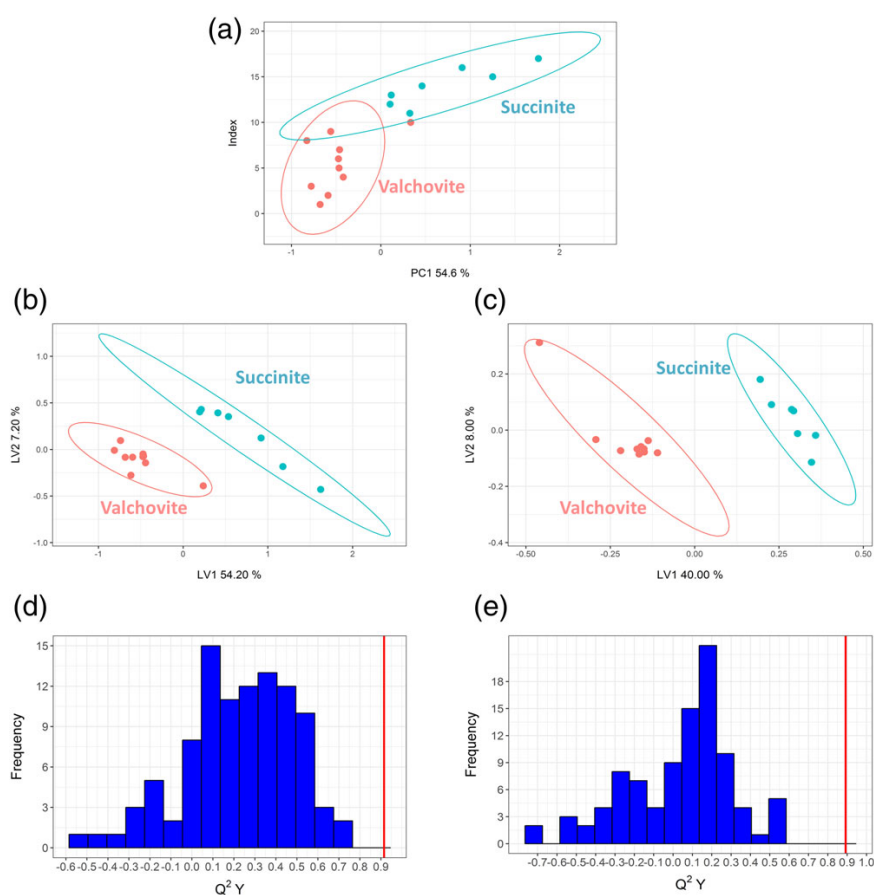 (a)
20
15
10
5
0
Index
Succinite
Valchovite
-1 0 1 2
PC1 54.6 %
(b)
1.0
0.5
0.0
-0.5
-1.0
LV2 7.20 %
Succinite
Valchovite
-1 0 1 2
LV1 54.20 %
(c)
0.2
0.0
-0.2
-0.4
LV2 8.00 %
Succinite
Valchovite
-0.50 -0.25 0.00 0.25 0.50
LV1 40.00 %
(d)
15
12
9
6
3
0
Frequency
-0.6 -0.5 -0.4 -0.3 -0.2 -0.1 0.0 0.1 0.2 0.3 0.4 0.5 0.6 0.7 0.8 0.9
Q² Y
(e)
21
18
15
12
9
6
3
0
Frequency
-0.7 -0.6 -0.5 -0.4 -0.3 -0.2 -0.1 0.0 0.1 0.2 0.3 0.4 0.5 0.6 0.7 0.8 0.9 1.0
Q² Y